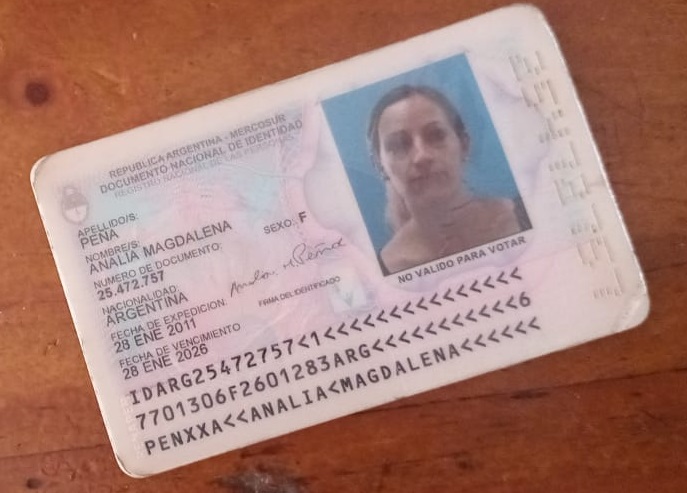 REPUBLICA ARGENTINA - MERCOSUR
DOCUMENTO NACIONAL DE IDENTIDAD
REGISTRO NACIONAL DE LAS PERSONAS
APELLIDO/S:
PEÑA
NOMBRE/S:
ANALIA MAGDALENA
SEXO: F
NUMERO DE DOCUMENTO:
25.472.757
NACIONALIDAD:
ARGENTINA
FECHA DE EXPEDICION:
28 ENE 2011
FECHA DE VENCIMIENTO
28 ENE 2026
FIRMA DEL IDENTIFICADO
NO VALIDO PARA VOTAR
IDARG25472757<1<<<<<<<<<<<<<<<
7701306F2601283ARG<<<<<<<<<<<6
PENXXA<<ANALIA<MAGDALENA<<<<<<